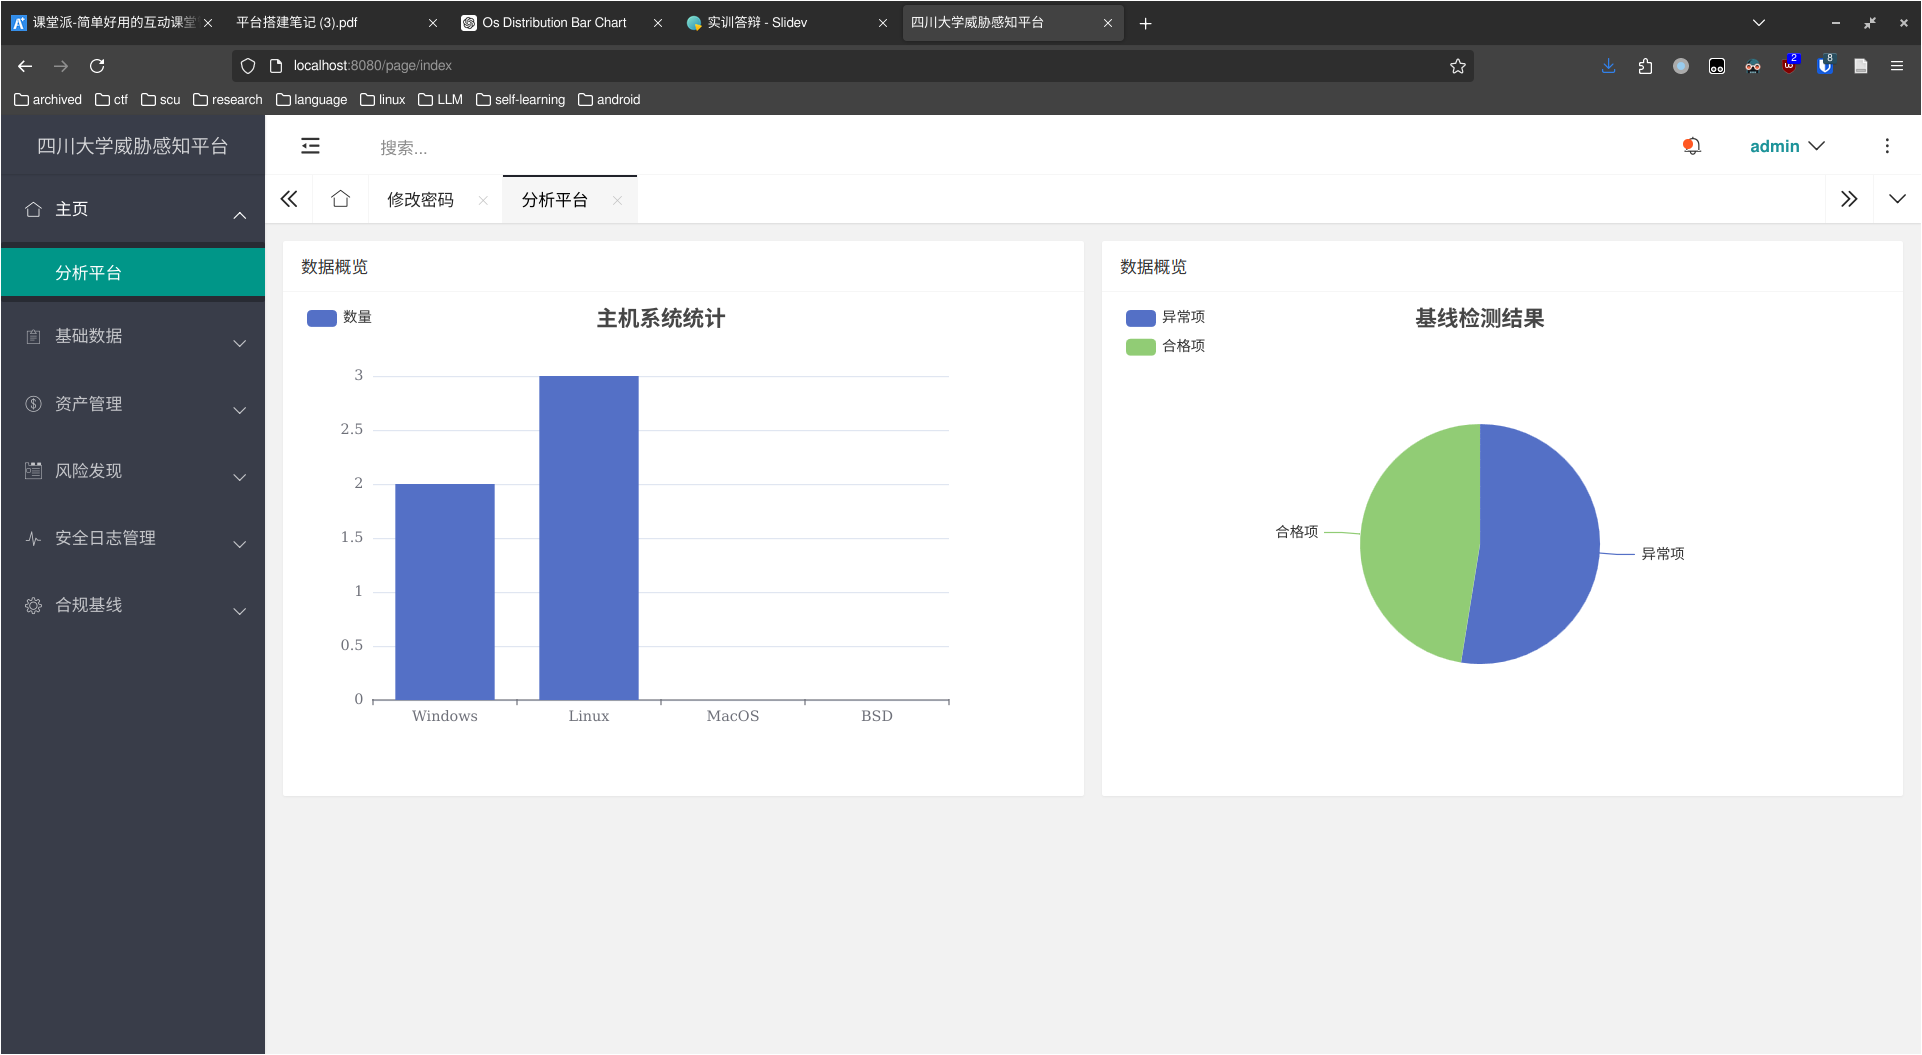 课堂派-简单好用的互动课堂
平台搭建笔记 (3).pdf
Os Distribution Bar Chart
实训答辩 - Slidev
四川大学威胁感知平台
localhost:8080/page/index
2
8
archived
ctf
scu
research
language
linux
LLM
self-learning
android
四川大学威胁感知平台
搜索...
admin
主页
修改密码
分析平台
分析平台
基础数据
资产管理
风险发现
安全日志管理
合规基线
数据概览
数量
主机系统统计
3
2.5
2
1.5
1
0.5
0
Windows
Linux
MacOS
BSD
数据概览
异常项
合格项
基线检测结果
合格项
异常项